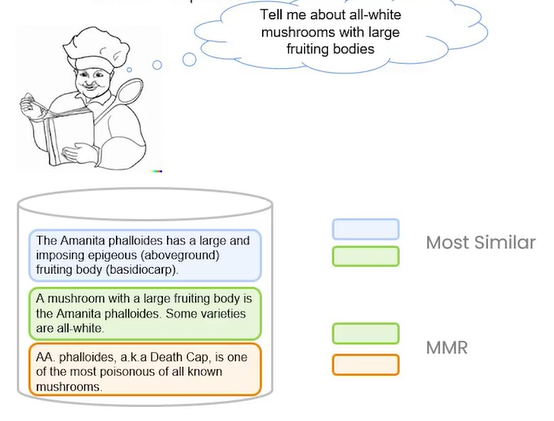 Tell me about all-white
mushrooms with large
fruiting bodies
The Amanita phalloides has a large and
imposing epigeous (aboveground)
fruiting body (basidiocarp).
A mushroom with a large fruiting body is
the Amanita phalloides. Some varieties
are all-white.
AA. phalloides, a.k.a Death Cap, is one
of the most poisonous of all known
mushrooms.
Most Similar
MMR